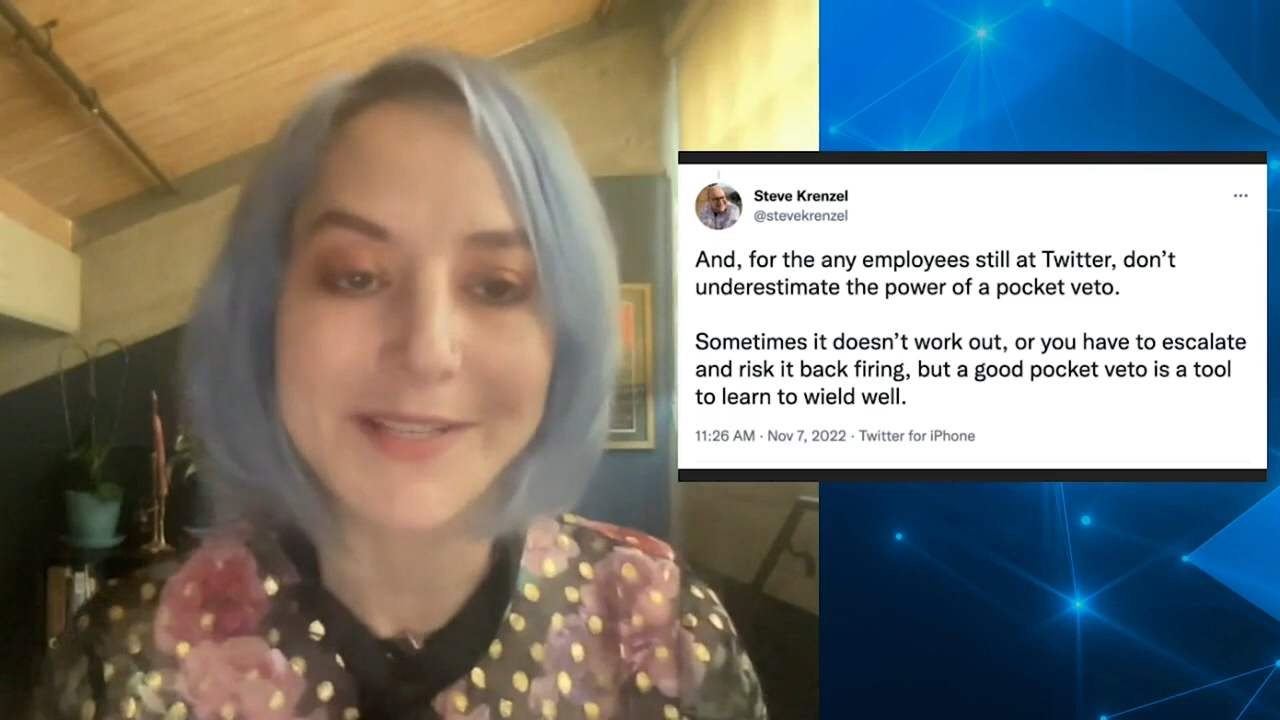 Steve Krenzel
@stevekrenzel
And, for the any employees still at Twitter, don’t
underestimate the power of a pocket veto.
Sometimes it doesn’t work out, or you have to escalate
and risk it back firing, but a good pocket veto is a tool
to learn to wield well.
11:26 AM · Nov 7, 2022 · Twitter for iPhone